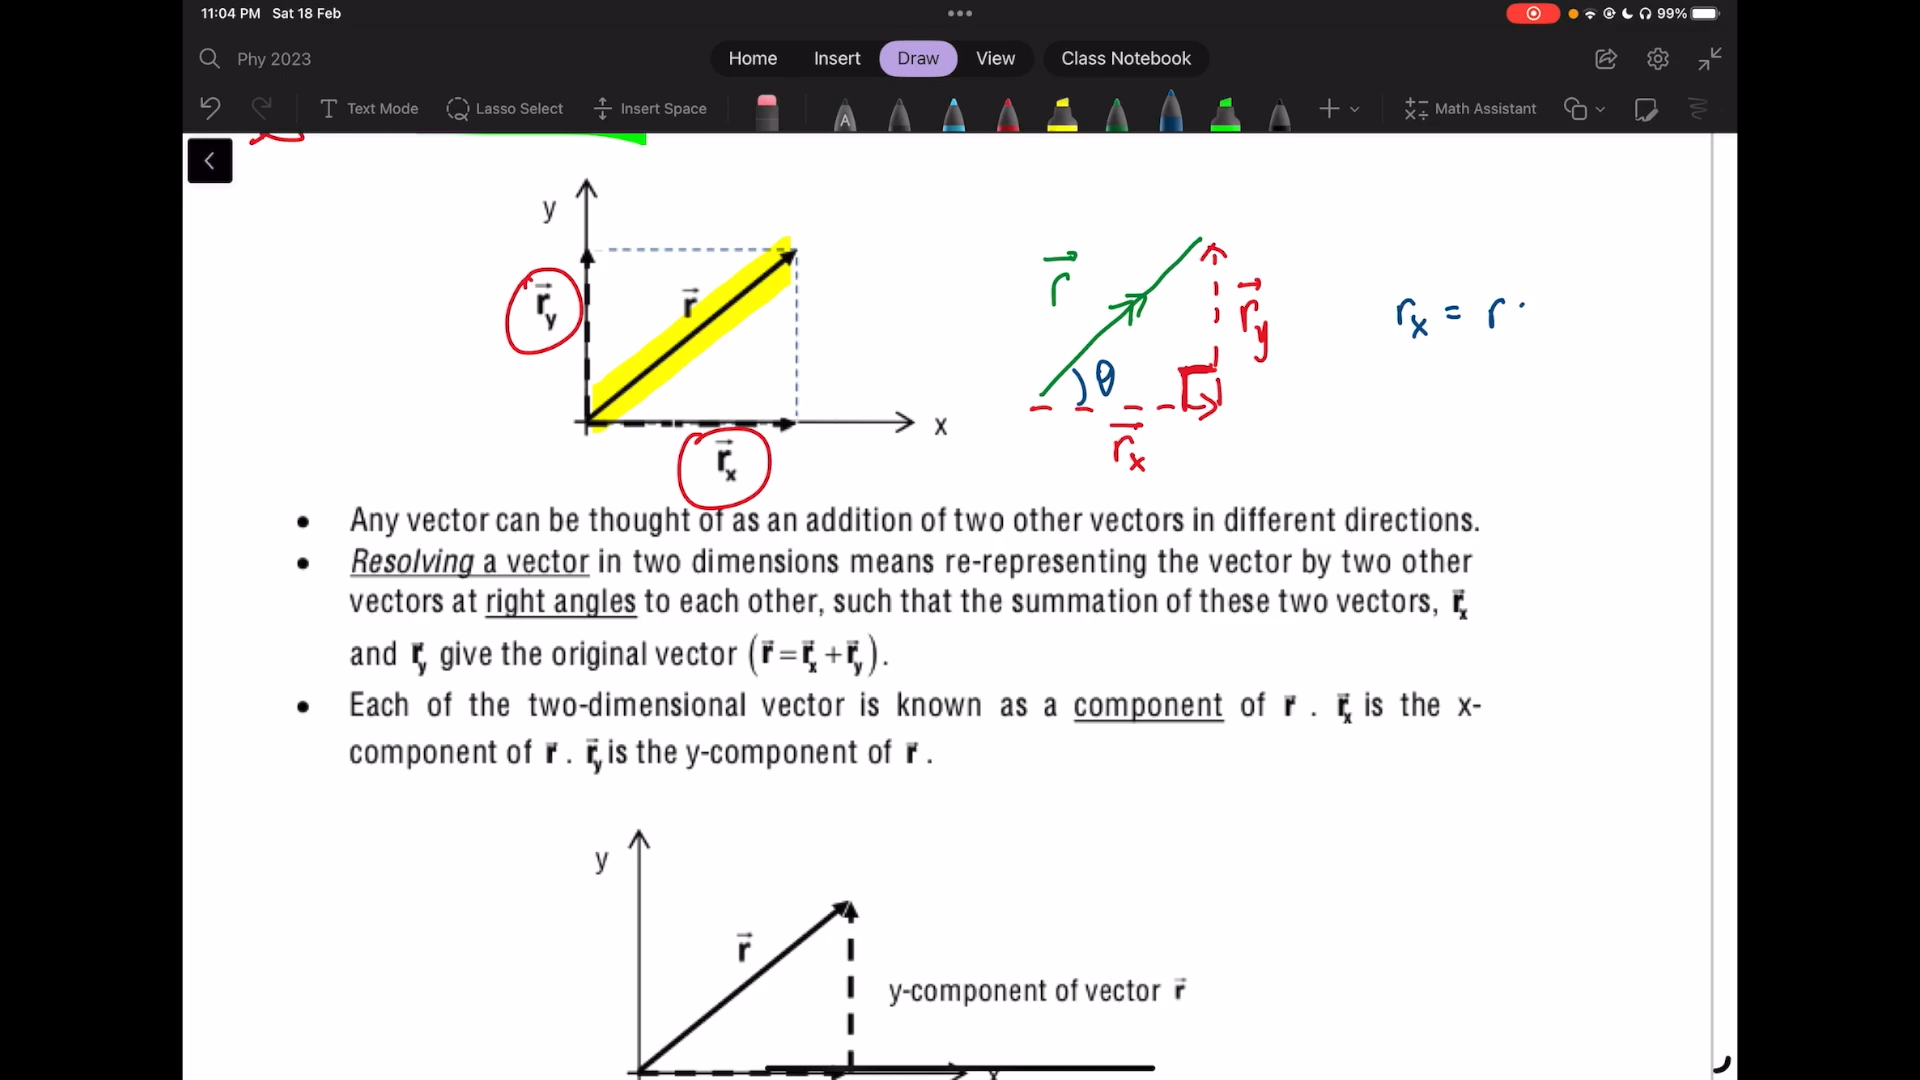 11:04 PM Sat 18 Feb
99%
Phy 2023
Home Insert Draw View Class Notebook
Text Mode Lasso Select Insert Space A Math Assistant
y
r⃗y
r⃗
x
r⃗x
r⃗
r⃗y
θ
r⃗x
rx = r ·
• Any vector can be thought of as an addition of two other vectors in different directions.
• Resolving a vector in two dimensions means re-representing the vector by two other
vectors at right angles to each other, such that the summation of these two vectors, r⃗x
and r⃗y give the original vector (r⃗ = r⃗x + r⃗y).
• Each of the two-dimensional vector is known as a component of r⃗ . r⃗x is the x-
component of r⃗ . r⃗y is the y-component of r⃗ .
y
r⃗
y-component of vector r⃗
x